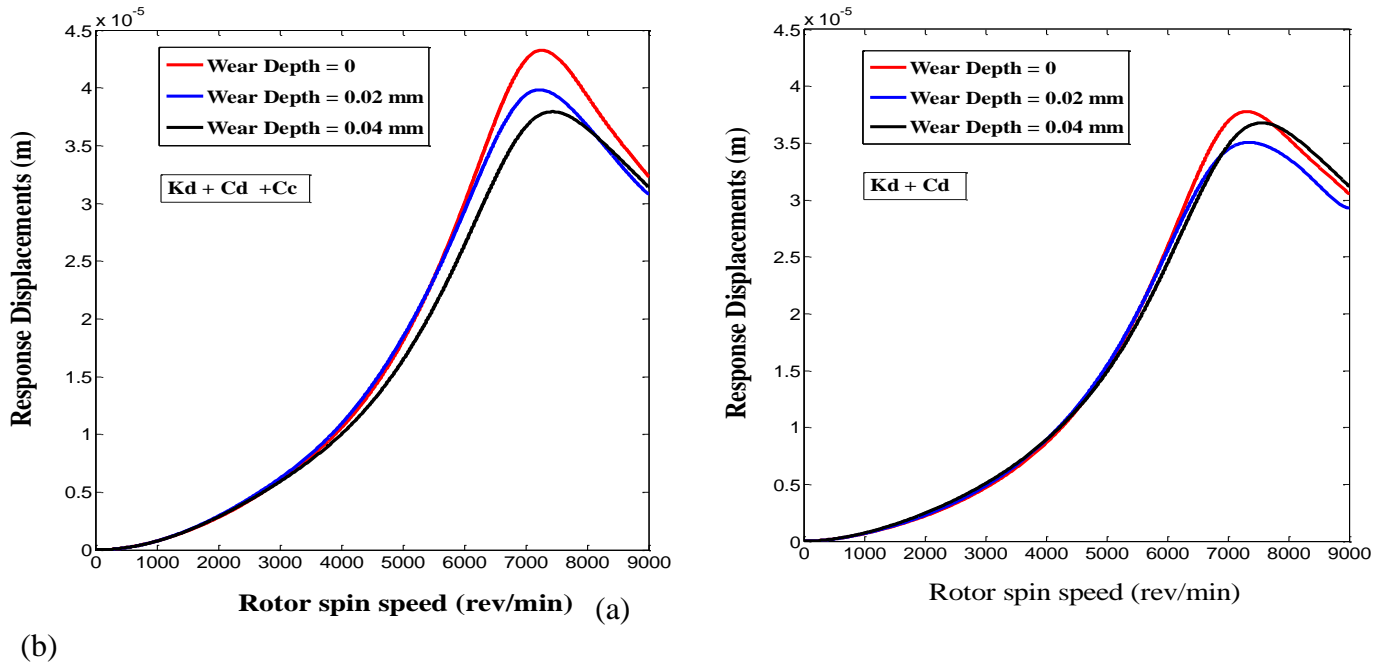 x 10⁻⁵
4.5
4
3.5
3
2.5
2
1.5
1
0.5
0
Response Displacements (m)
Wear Depth = 0
Wear Depth = 0.02 mm
Wear Depth = 0.04 mm
Kd + Cd +Cc
0 1000 2000 3000 4000 5000 6000 7000 8000 9000
Rotor spin speed (rev/min)
(a)
x 10⁻⁵
4.5
4
3.5
3
2.5
2
1.5
1
0.5
0
Response Displacements (m)
Wear Depth = 0
Wear Depth = 0.02 mm
Wear Depth = 0.04 mm
Kd + Cd
0 1000 2000 3000 4000 5000 6000 7000 8000 9000
Rotor spin speed (rev/min)
(b)